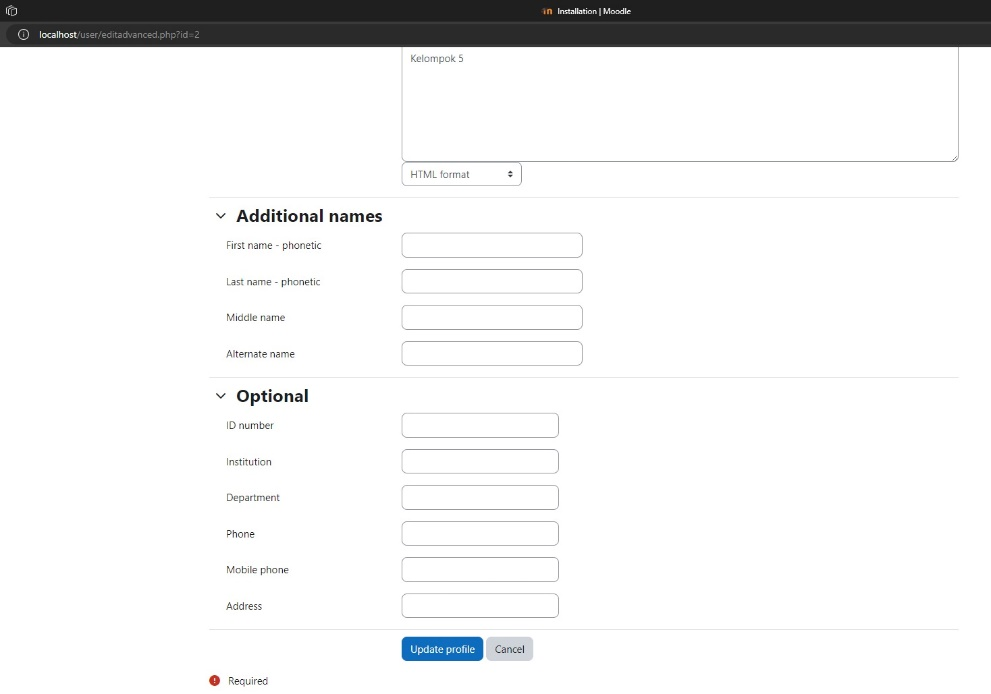 Installation | Moodle
localhost/user/editadvanced.php?id=2
Kelompok 5
HTML format
Additional names
First name - phonetic
Last name - phonetic
Middle name
Alternate name
Optional
ID number
Institution
Department
Phone
Mobile phone
Address
Update profile Cancel
Required